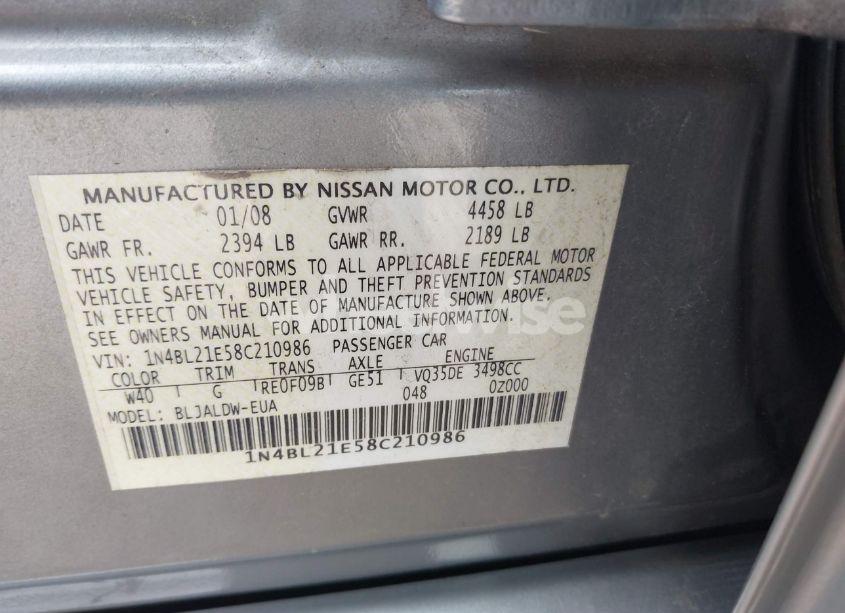 MANUFACTURED BY NISSAN MOTOR CO., LTD.
DATE 01/08 GVWR 4458 LB
GAWR FR. 2394 LB GAWR RR. 2189 LB
THIS VEHICLE CONFORMS TO ALL APPLICABLE FEDERAL MOTOR
VEHICLE SAFETY, BUMPER AND THEFT PREVENTION STANDARDS
IN EFFECT ON THE DATE OF MANUFACTURE SHOWN ABOVE.
SEE OWNERS MANUAL FOR ADDITIONAL INFORMATION.
VIN: 1N4BL21E58C210986 PASSENGER CAR
COLOR TRIM TRANS AXLE ENGINE
W40 G RE0F09B GE51 VQ35DE 3498CC
048 0Z000
MODEL: BLJALDW-EUA
1N4BL21E58C210986